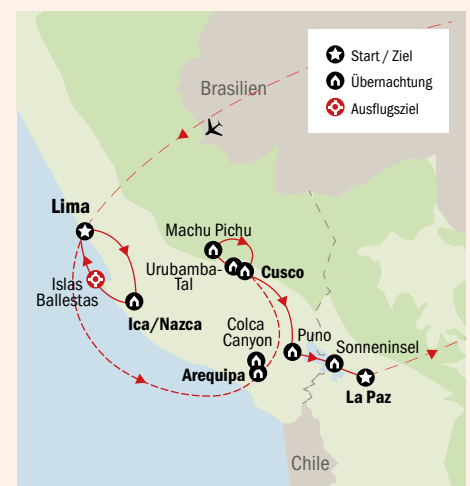 Start / Ziel
Übernachtung
Ausflugsziel
Brasilien
Lima
Machu Pichu
Urubamba-
Tal
Cusco
Islas
Ballestas
Ica/Nazca
Colca
Canyon
Puno
Sonneninsel
Arequipa
La Paz
Chile